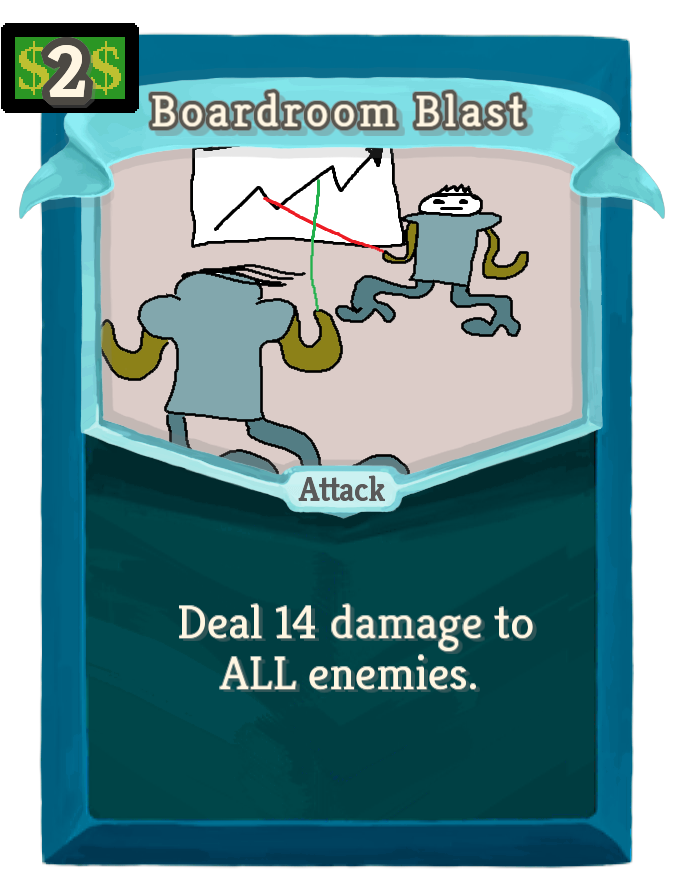 $2$
Boardroom Blast
Attack
Deal 14 damage to
ALL enemies.